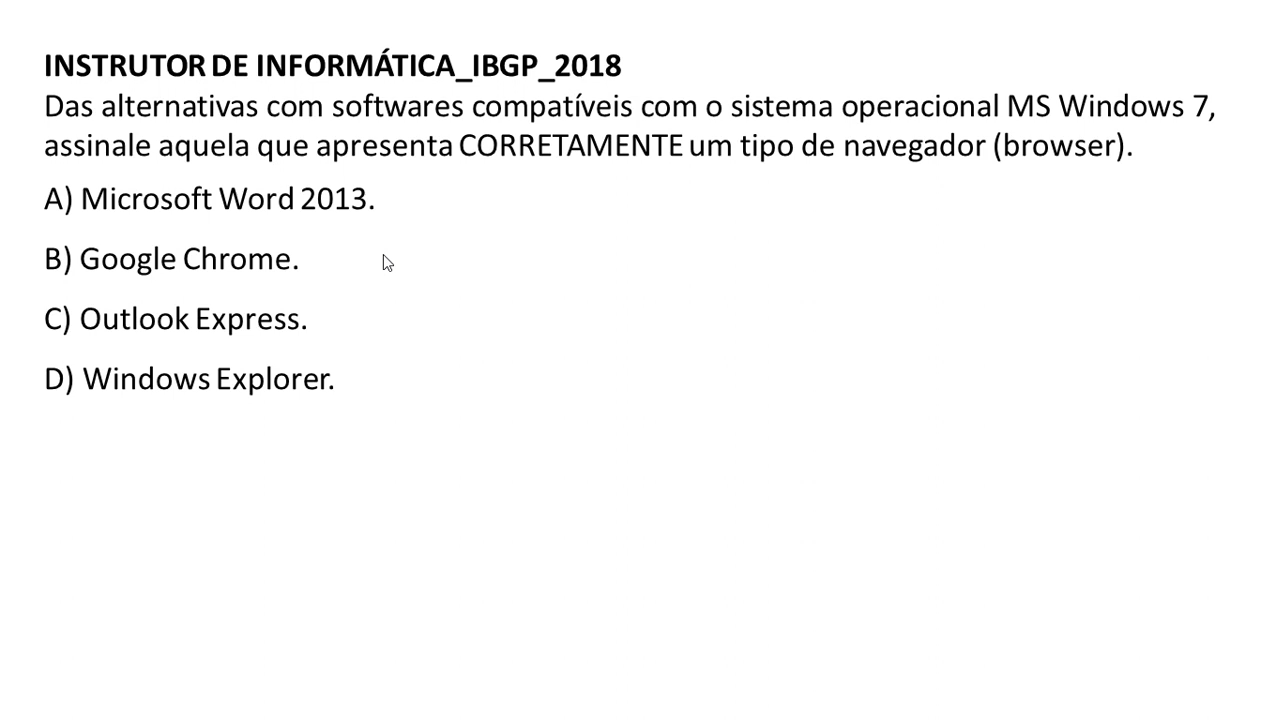 INSTRUTOR DE INFORMÁTICA_IBGP_2018
Das alternativas com softwares compatíveis com o sistema operacional MS Windows 7,
assinale aquela que apresenta CORRETAMENTE um tipo de navegador (browser).
A) Microsoft Word 2013.
B) Google Chrome.
C) Outlook Express.
D) Windows Explorer.